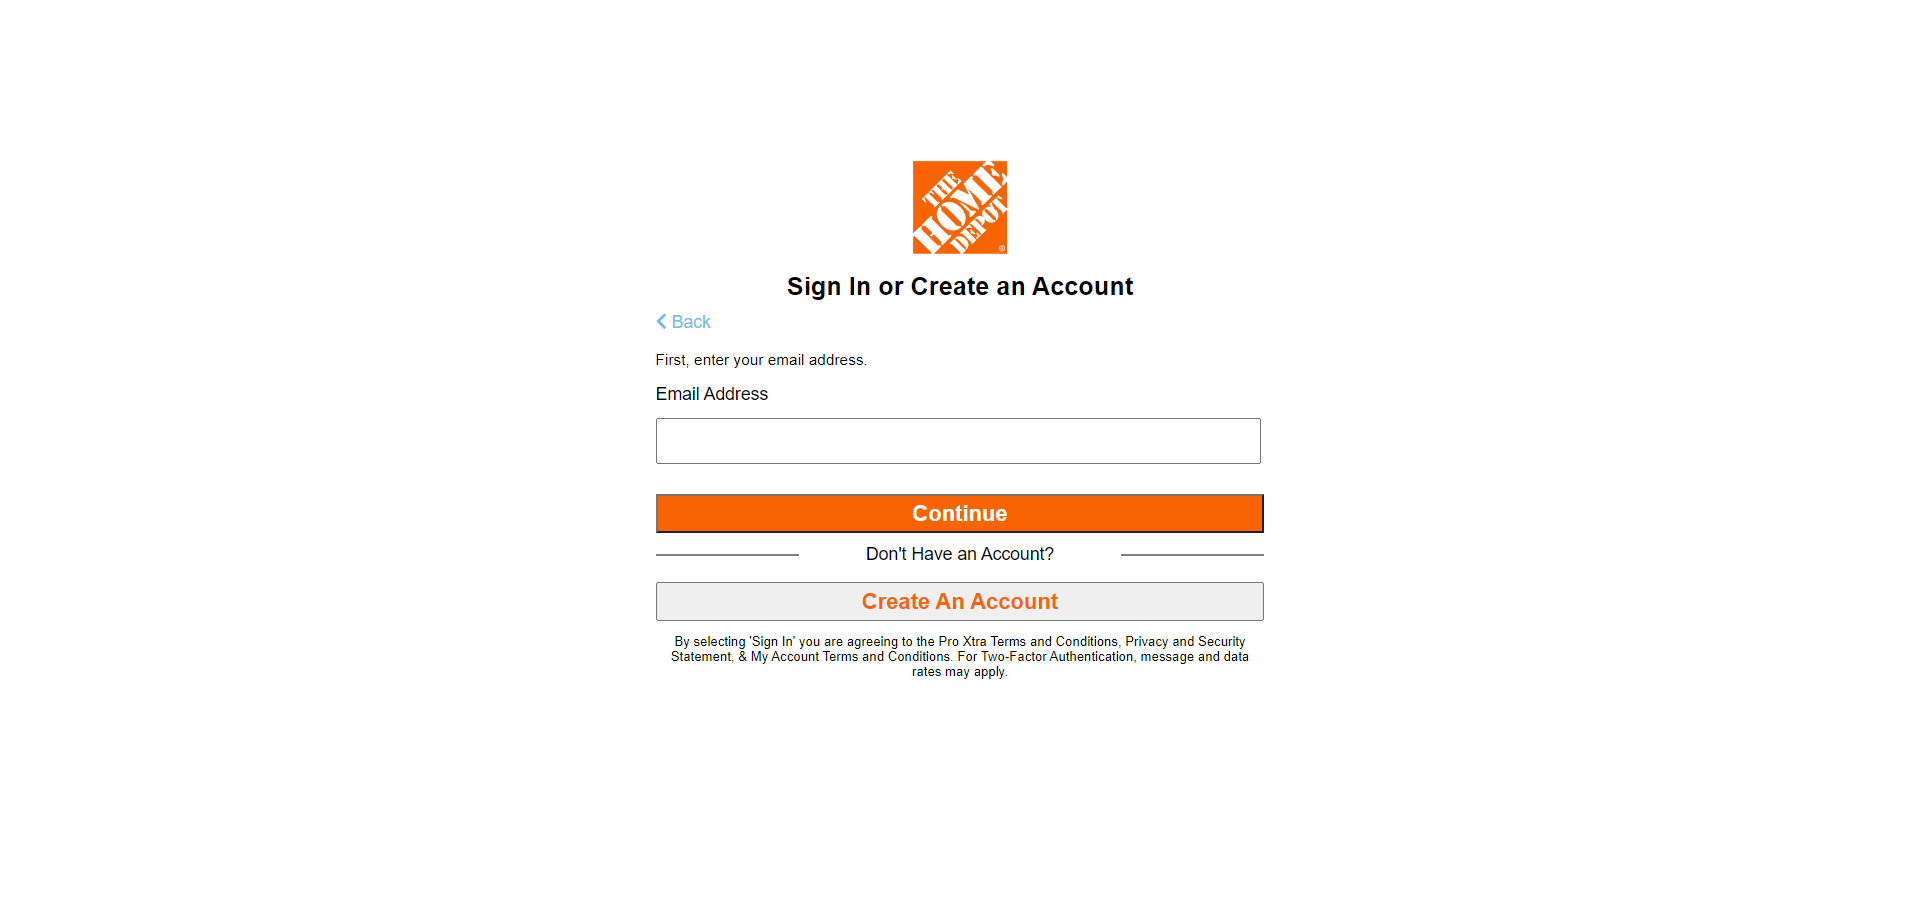 THE
HOME
DEPOT
®
Sign In or Create an Account
Back
First, enter your email address.
Email Address
Continue
Don't Have an Account?
Create An Account
By selecting 'Sign In' you are agreeing to the Pro Xtra Terms and Conditions, Privacy and Security
Statement, & My Account Terms and Conditions. For Two-Factor Authentication, message and data
rates may apply.